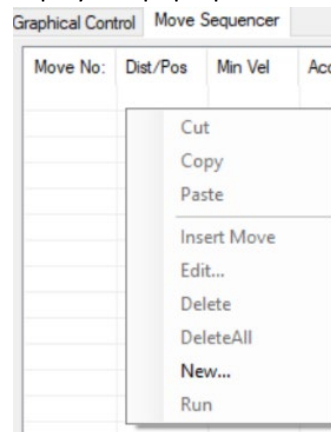 Graphical Control Move Sequencer
Move No: Dist/Pos Min Vel
Cut
Copy
Paste
Insert Move
Edit...
Delete
DeleteAll
New...
Run